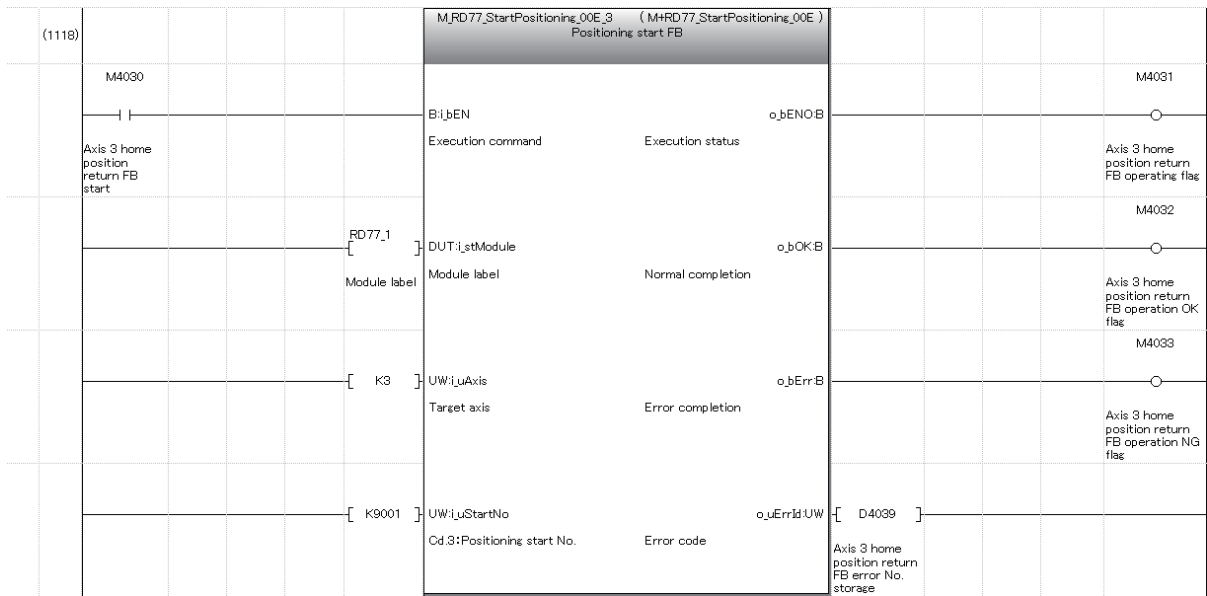 M_RD77_StartPositioning_00E_3 ( M+RD77_StartPositioning_00E )
Positioning start FB
(1118)
M4030
M4031
B:i_bEN
o_bENO:B
Execution command
Execution status
Axis 3 home
position
return FB
start
Axis 3 home
position return
FB operating flag
M4032
RD77_1
DUT:i_stModule
o_bOK:B
Module label
Module label
Normal completion
Axis 3 home
position return
FB operation OK
flag
M4033
K3
UW:i_uAxis
o_bErr:B
Target axis
Error completion
Axis 3 home
position return
FB operation NG
flag
K9001
UW:i_uStartNo
o_uErrId:UW
D4039
Cd.3:Positioning start No.
Error code
Axis 3 home
position return
FB error No.
storage